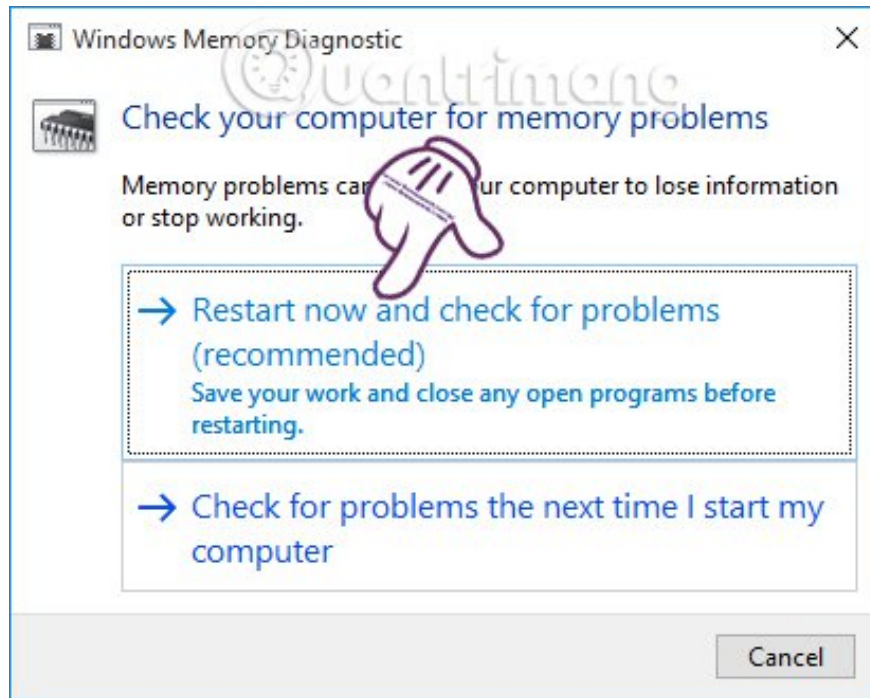 Windows Memory Diagnostic
Quantrimang
Check your computer for memory problems
Memory problems can ur computer to lose information
or stop working.
→ Restart now and check for problems
(recommended)
Save your work and close any open programs before
restarting.
→ Check for problems the next time I start my
computer
Cancel